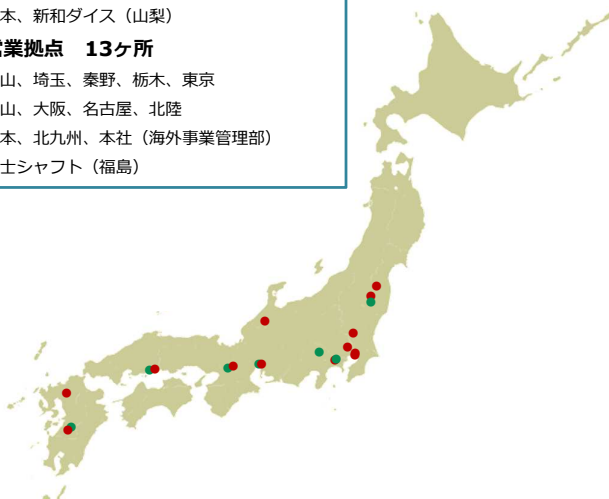 本、新和ダイス（山梨）
営業拠点　13ヶ所
山、埼玉、秦野、栃木、東京
山、大阪、名古屋、北陸
本、北九州、本社（海外事業管理部）
士シャフト（福島）